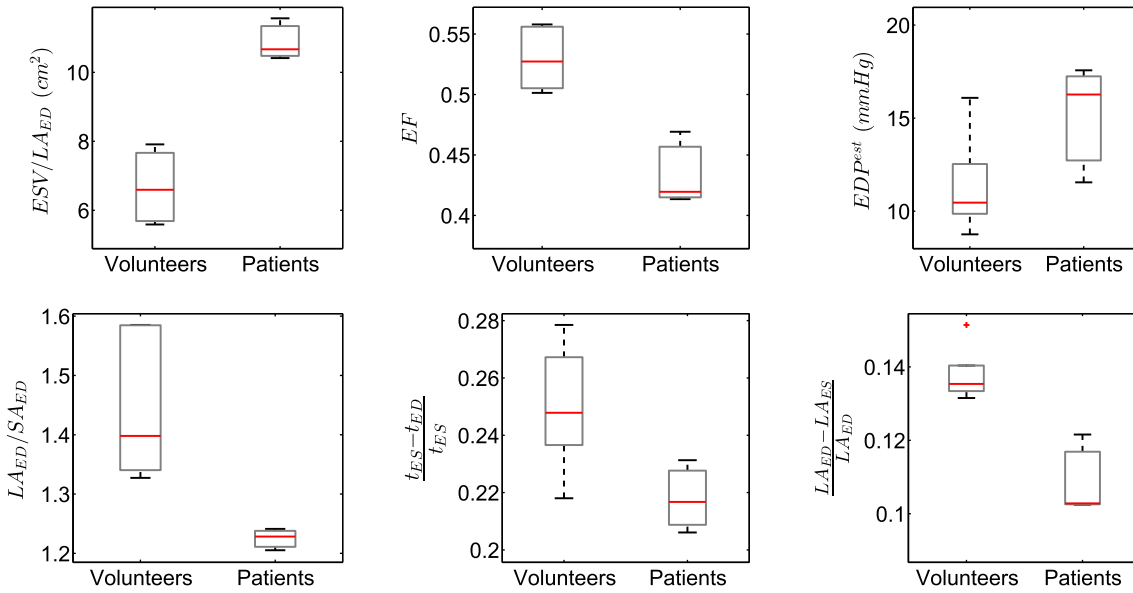 ESV/LA_ED (cm²)
10
8
6
Volunteers Patients
EF
0.55
0.5
0.45
0.4
Volunteers Patients
EDP^est (mmHg)
20
15
10
Volunteers Patients
LA_ED/SA_ED
1.6
1.5
1.4
1.3
1.2
Volunteers Patients
t_ES−t_ED
t_ES
0.28
0.26
0.24
0.22
0.2
Volunteers Patients
LA_ED−LA_ES
LA_ED
0.14
0.12
0.1
Volunteers Patients